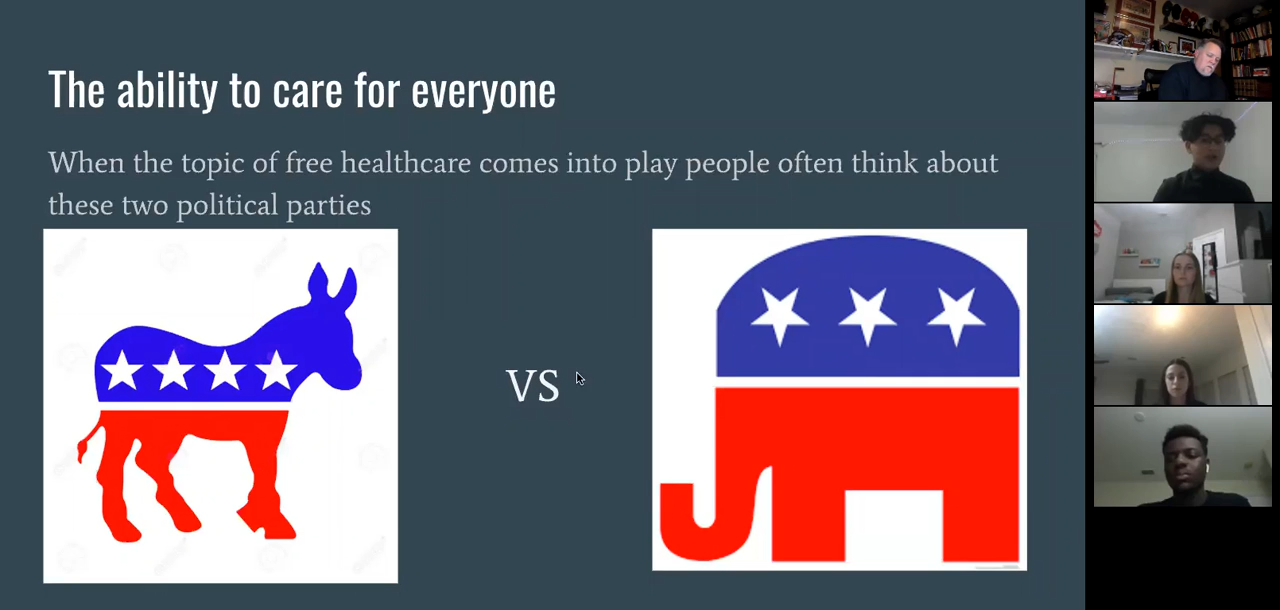 The ability to care for everyone
When the topic of free healthcare comes into play people often think about
these two political parties
VS